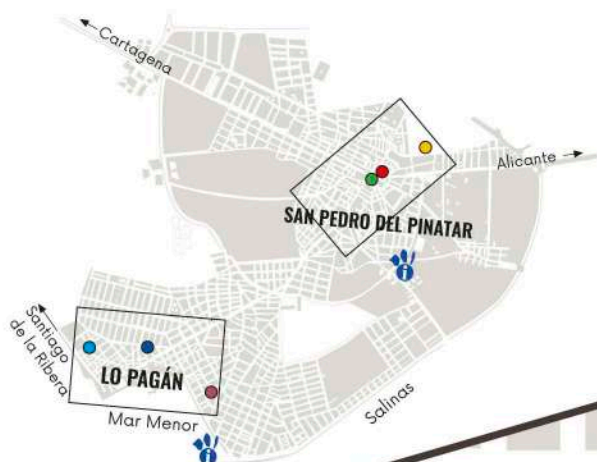 Cartagena
Alicante
SAN PEDRO DEL PINATAR
i
Santiago
de la Ribera
LO PAGÁN
Mar Menor
Salinas
i